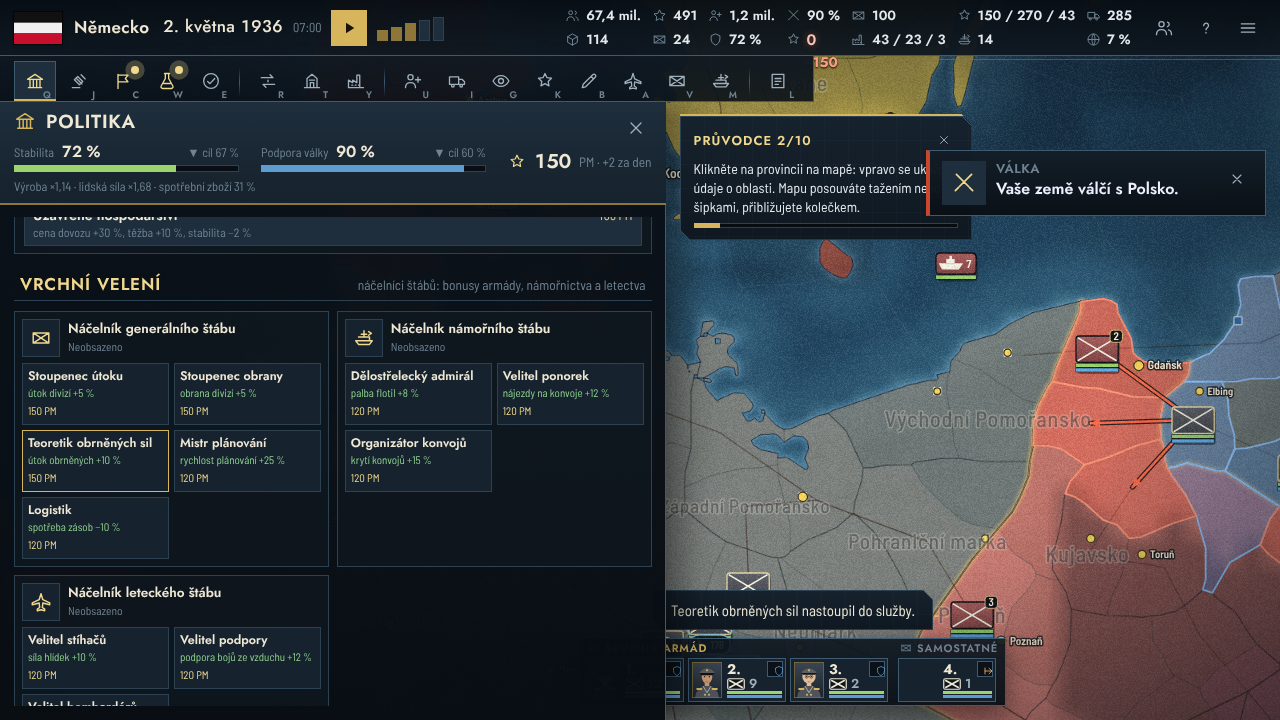 Německo
2. května 1936
07:00
67,4 mil.
491
1,2 mil.
90 %
100
150 / 270 / 43
285
114
24
72 %
0
43 / 23 / 3
14
7 %
?
Q
J
C
W
E
R
T
Y
U
I
G
K
B
A
V
M
L
150
POLITIKA
Stabilita 72 %
▼ cíl 67 %
Podpora války 90 %
▼ cíl 60 %
150 PM · +2 za den
Výroba ×1,14 · lidská síla ×1,68 · spotřební zboží 31 %
cena dovozu +30 %, těžba +10 %, stabilita −2 %
VRCHNÍ VELENÍ
náčelníci štábů: bonusy armády, námořnictva a letectva
Náčelník generálního štábu
Neobsazeno
Stoupenec útoku
útok divizí +5 %
150 PM
Stoupenec obrany
obrana divizí +5 %
150 PM
Teoretik obrněných sil
útok obrněných +10 %
150 PM
Mistr plánování
rychlost plánování +25 %
120 PM
Logistik
spotřeba zásob −10 %
120 PM
Náčelník námořního štábu
Neobsazeno
Dělostřelecký admirál
palba flotil +8 %
120 PM
Velitel ponorek
nájezdy na konvoje +12 %
120 PM
Organizátor konvojů
krytí konvojů +15 %
120 PM
Náčelník leteckého štábu
Neobsazeno
Velitel stíhačů
síla hlídek +10 %
120 PM
Velitel podpory
podpora bojů ze vzduchu +12 %
120 PM
PRŮVODCE 2/10
Klikněte na provincii na mapě: vpravo se uk
údaje o oblasti. Mapu posouváte tažením ne
šipkami, přibližujete kolečkem.
VÁLKA
Vaše země válčí s Polskem.
7
2
Gdańsk
Elbing
Východní Pomořansko
Západní Pomořansko
Pohraniční marka
Kujavsko
Toruń
3
Poznań
Neumark
Teoretik obrněných sil nastoupil do služby.
ARMÁD
SAMOSTATNÉ
2.
9
3.
2
4.
1